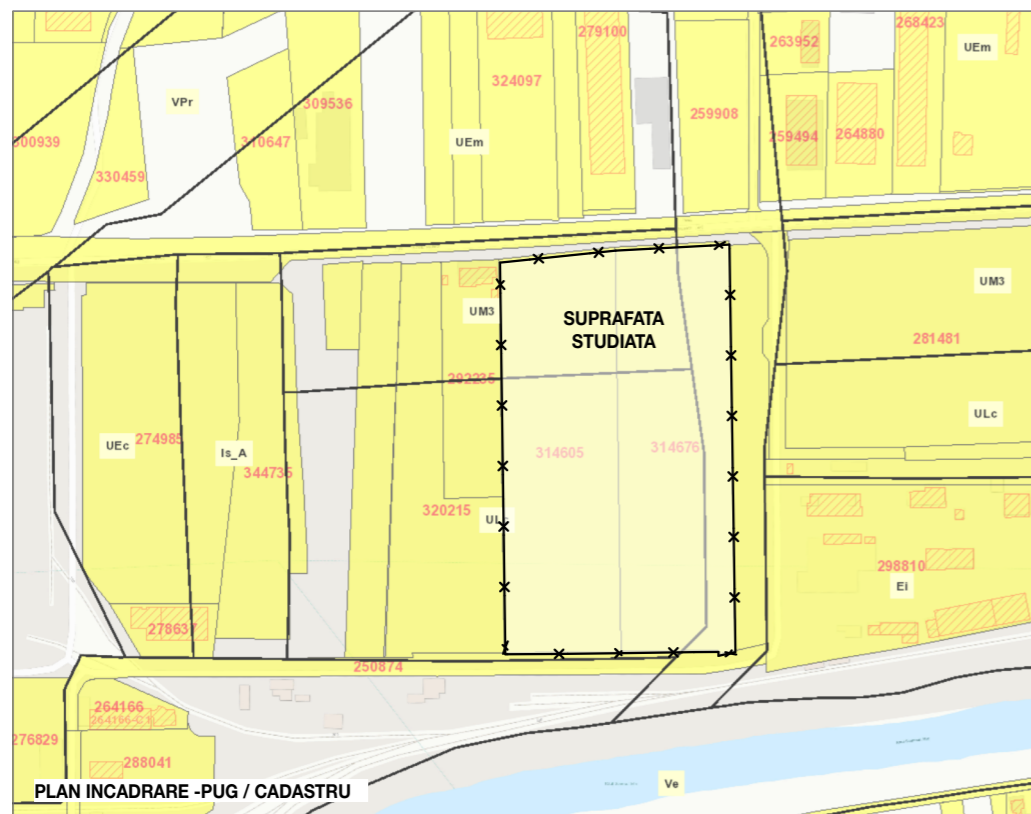 279100
268423
263952
UEm
324097
VPr
309536
259908
300939
310647
UEm
259494
264880
330459
UM3
UM3
SUPRAFATA
STUDIATA
281481
292235
ULc
UEc
274985
Is_A
344735
314605
314676
320215
298810
Ei
278637
250874
264166
264166-C1
276829
288041
Ve
PLAN INCADRARE -PUG / CADASTRU